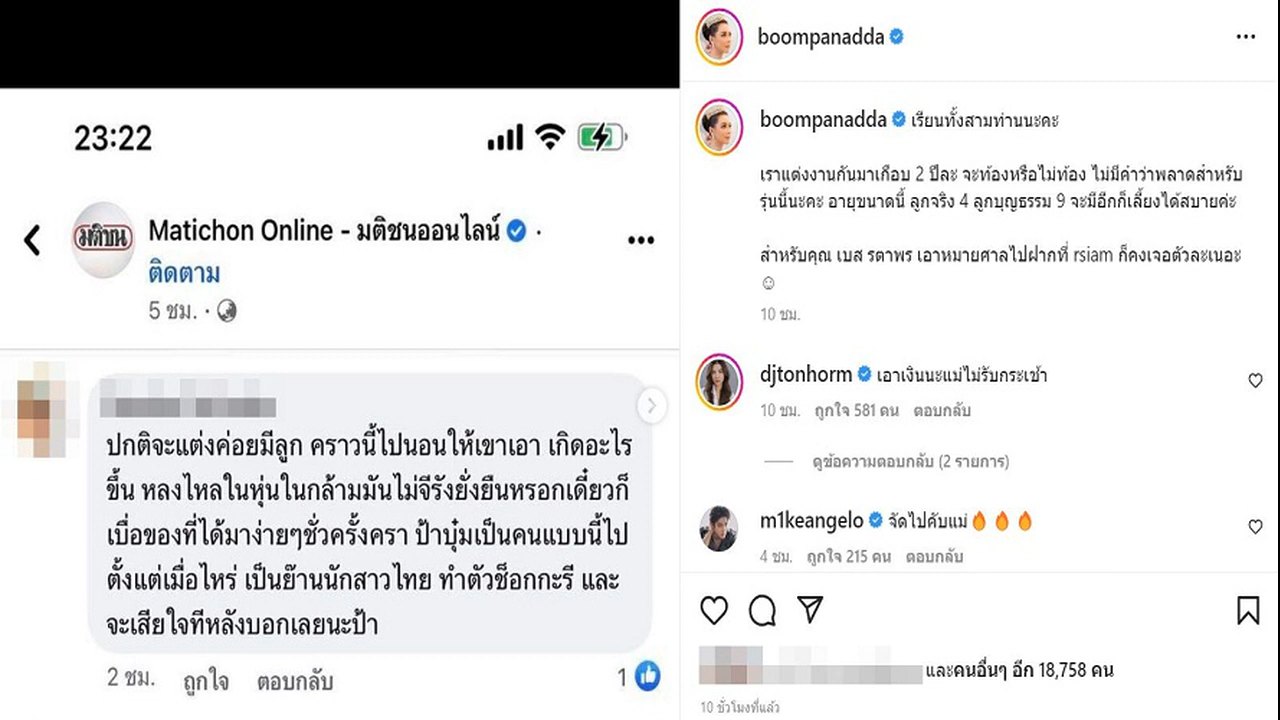 23:22
มติชน
Matichon Online - มติชนออนไลน์ ·
ติดตาม
5 ชม. ·
ปกติจะแต่งค่อยมีลูก คราวนี้ไปนอนให้เขาเอา เกิดอะไร
ขึ้น หลงไหลในหุ่นในกล้ามมันไม่จีรังยั่งยืนหรอกเดี๋ยวก็
เบื่อของที่ได้มาง่ายๆชั่วครั้งครา ป้าบุ๋มเป็นคนแบบนี้ไป
ตั้งแต่เมื่อไหร่ เป็นย๊านนักสาวไทย ทำตัวช็อกกะรี และ
จะเสียใจทีหลังบอกเลยนะป้า
2 ชม. ถูกใจ ตอบกลับ 1
boompanadda
boompanadda เรียนทั้งสามท่านนะคะ
เราแต่งงานกันมาเกือบ 2 ปีละ จะท้องหรือไม่ท้อง ไม่มีคำว่าพลาดสำหรับ
รุ่นนี้นะคะ อายุขนาดนี้ ลูกจริง 4 ลูกบุญธรรม 9 จะมีอีกก็เลี้ยงได้สบายค่ะ
สำหรับคุณ เบส รตาพร เอาหมายศาลไปฝากที่ rsiam ก็คงเจอตัวละเนอะ
☺
10 ชม.
djtonhorm เอาเงินนะแม่ไม่รับกระเช้า
10 ชม. ถูกใจ 581 คน ตอบกลับ
ดูข้อความตอบกลับ (2 รายการ)
m1keangelo จัดไปคับแม่🔥🔥🔥
4 ชม. ถูกใจ 215 คน ตอบกลับ
และคนอื่นๆ อีก 18,758 คน
10 ชั่วโมงที่แล้ว